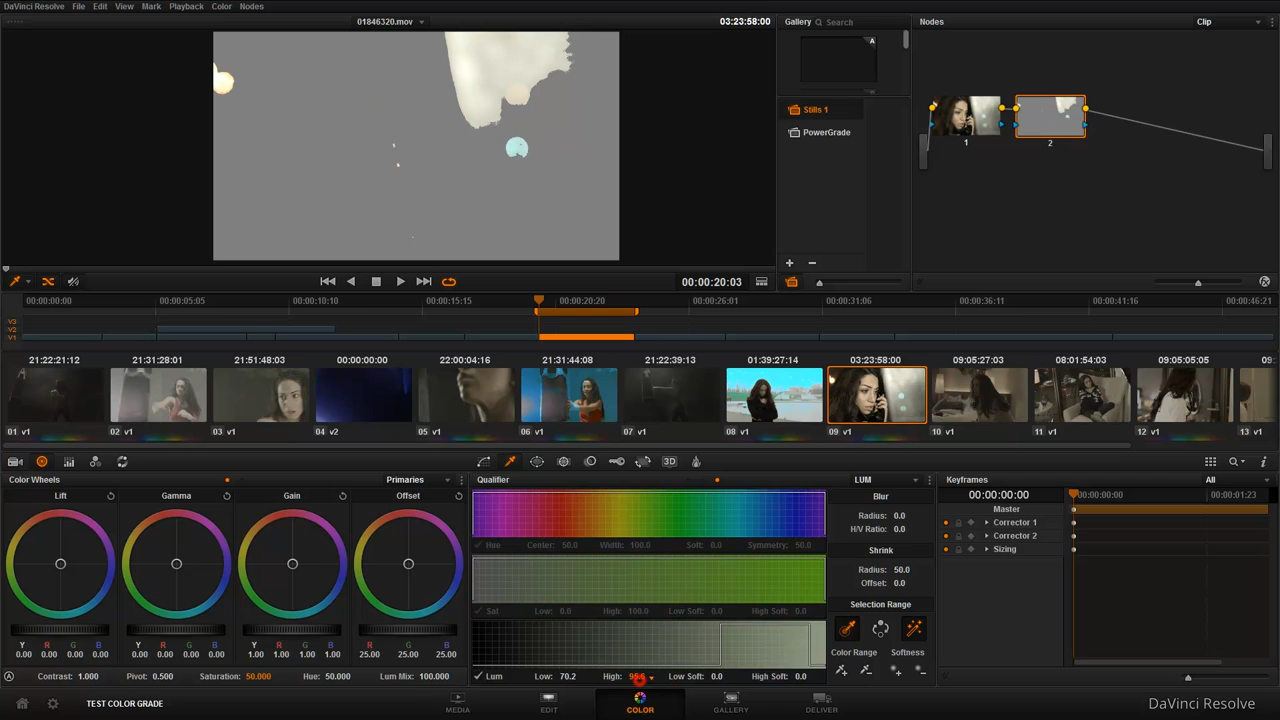 DaVinci Resolve File Edit View Mark Playback Color Nodes
01846320.mov 03:23:58:00 Gallery Search Nodes Clip
A
Stills 1
PowerGrade
1 2
00:00:20:03
00:00:00:00 00:00:05:05 00:00:10:10 00:00:15:15 00:00:20:20 00:00:26:01 00:00:31:06 00:00:36:11 00:00:41:16 00:00:46:21
V3
V2
V1
21:22:21:12 21:31:28:01 21:51:48:03 00:00:00:00 22:00:04:16 21:31:44:08 21:22:39:13 01:39:27:14 03:23:58:00 09:05:27:03 08:01:54:03 09:05:05:05 09
01 v1 02 v1 03 v1 04 v2 05 v1 06 v1 07 v1 08 v1 09 v1 10 v1 11 v1 12 v1 13 v1
3D
Color Wheels Primaries Qualifier LUM Keyframes All
Lift Gamma Gain Offset Blur 00:00:00:00 00:00:00:00 00:00:01:23
Master
Radius: 0.0 Corrector 1
H/V Ratio: 0.0 Corrector 2
Hue Center: 50.0 Width: 100.0 Soft: 0.0 Symmetry: 50.0 Shrink Sizing
Radius: 50.0
Offset: 0.0
Selection Range
Sat Low: 0.0 High: 100.0 Low Soft: 0.0 High Soft: 0.0
Y R G B Y R G B Y R G B R G B
0.00 0.00 0.00 0.00 0.00 0.00 0.00 0.00 1.00 1.00 1.00 1.00 25.00 25.00 25.00 Color Range Softness
A Contrast: 1.000 Pivot: 0.500 Saturation: 50.000 Hue: 50.000 Lum Mix: 100.000 Lum Low: 70.2 High: Low Soft: 0.0 High Soft: 0.0
TEST COLOR GRADE MEDIA EDIT COLOR GALLERY DELIVER DaVinci Resolve